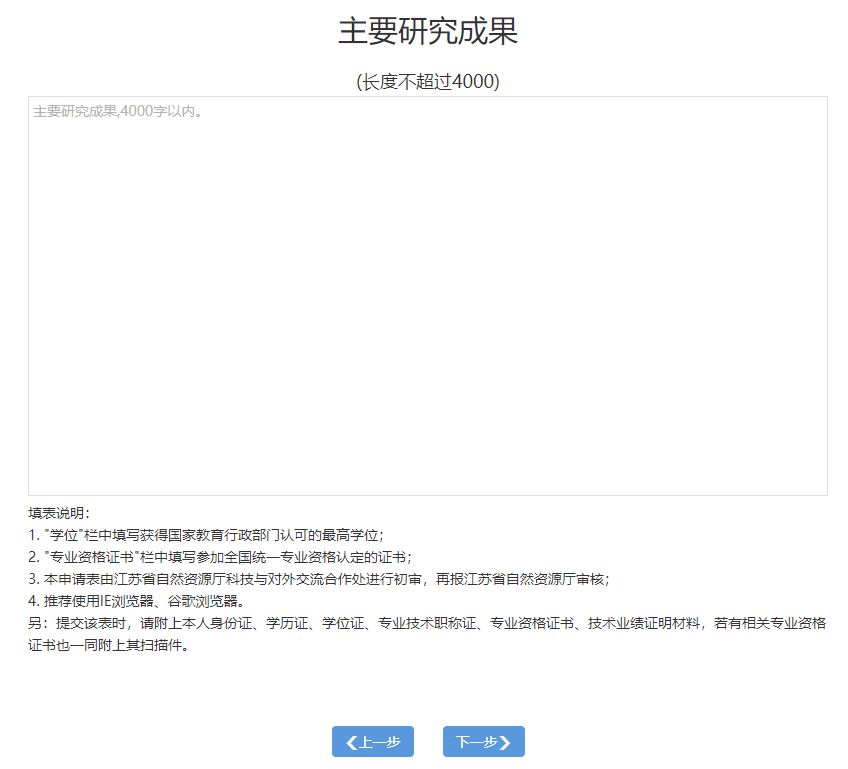 主要研究成果
(长度不超过4000)
主要研究成果,4000字以内。
填表说明：
1. "学位"栏中填写获得国家教育行政部门认可的最高学位；
2. "专业资格证书"栏中填写参加全国统一专业资格认定的证书；
3. 本申请表由江苏省自然资源厅科技与对外交流合作处进行初审，再报江苏省自然资源厅审核；
4. 推荐使用IE浏览器、谷歌浏览器。
另：提交该表时，请附上本人身份证、学历证、学位证、专业技术职称证、专业资格证书、技术业绩证明材料，若有相关专业资格
证书也一同附上其扫描件。
❮上一步
下一步❯